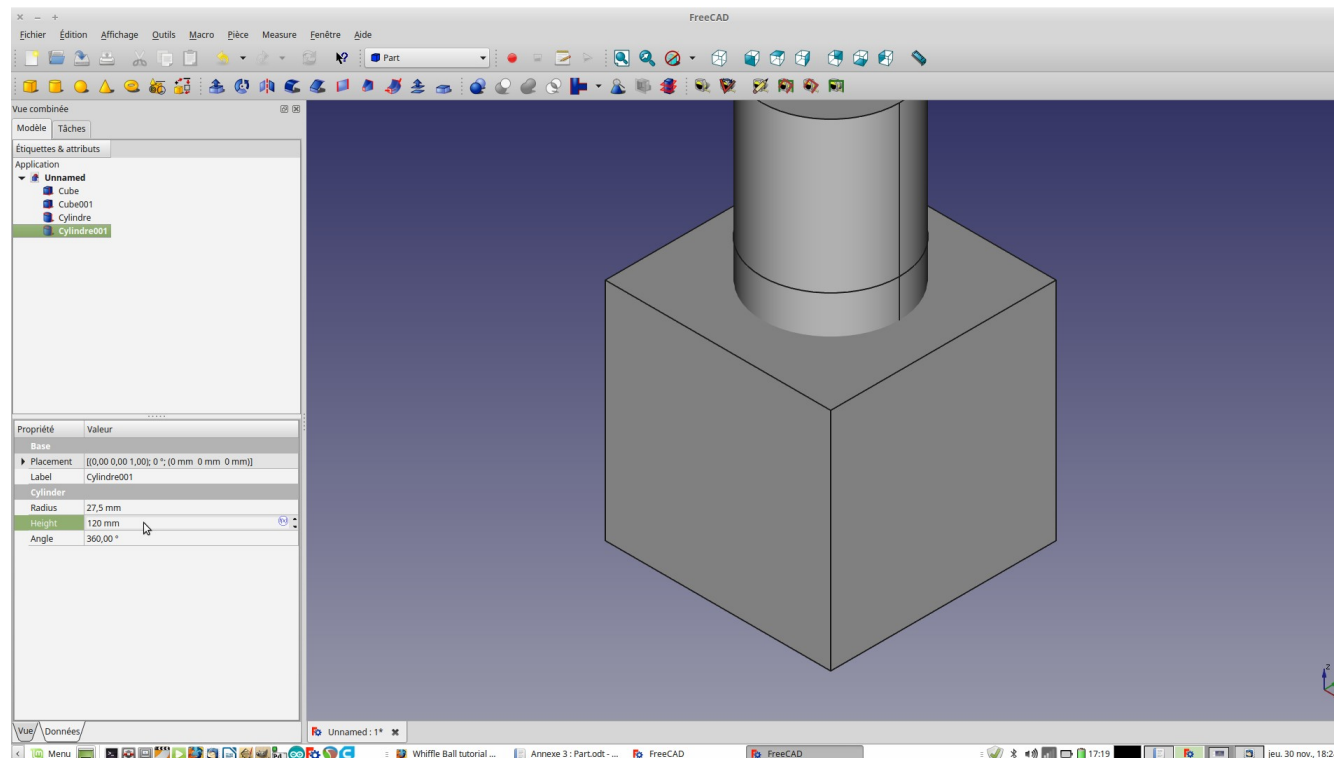 FreeCAD
Fichier Édition Affichage Outils Macro Pièce Measure Fenêtre Aide
Part
Vue combinée
Modèle Tâches
Étiquettes & attributs
Application
Unnamed
Cube
Cube001
Cylindre
Cylindre001
Propriété Valeur
Base
Placement [(0,00 0,00 1,00); 0 °; (0 mm 0 mm 0 mm)]
Label Cylindre001
Cylinder
Radius 27,5 mm
Height 120 mm
Angle 360,00 °
Vue Données
Unnamed : 1*
Menu Whiffle Ball tutorial ... Annexe 3 : Part.odt - ... FreeCAD FreeCAD 17:19 jeu. 30 nov., 18:2